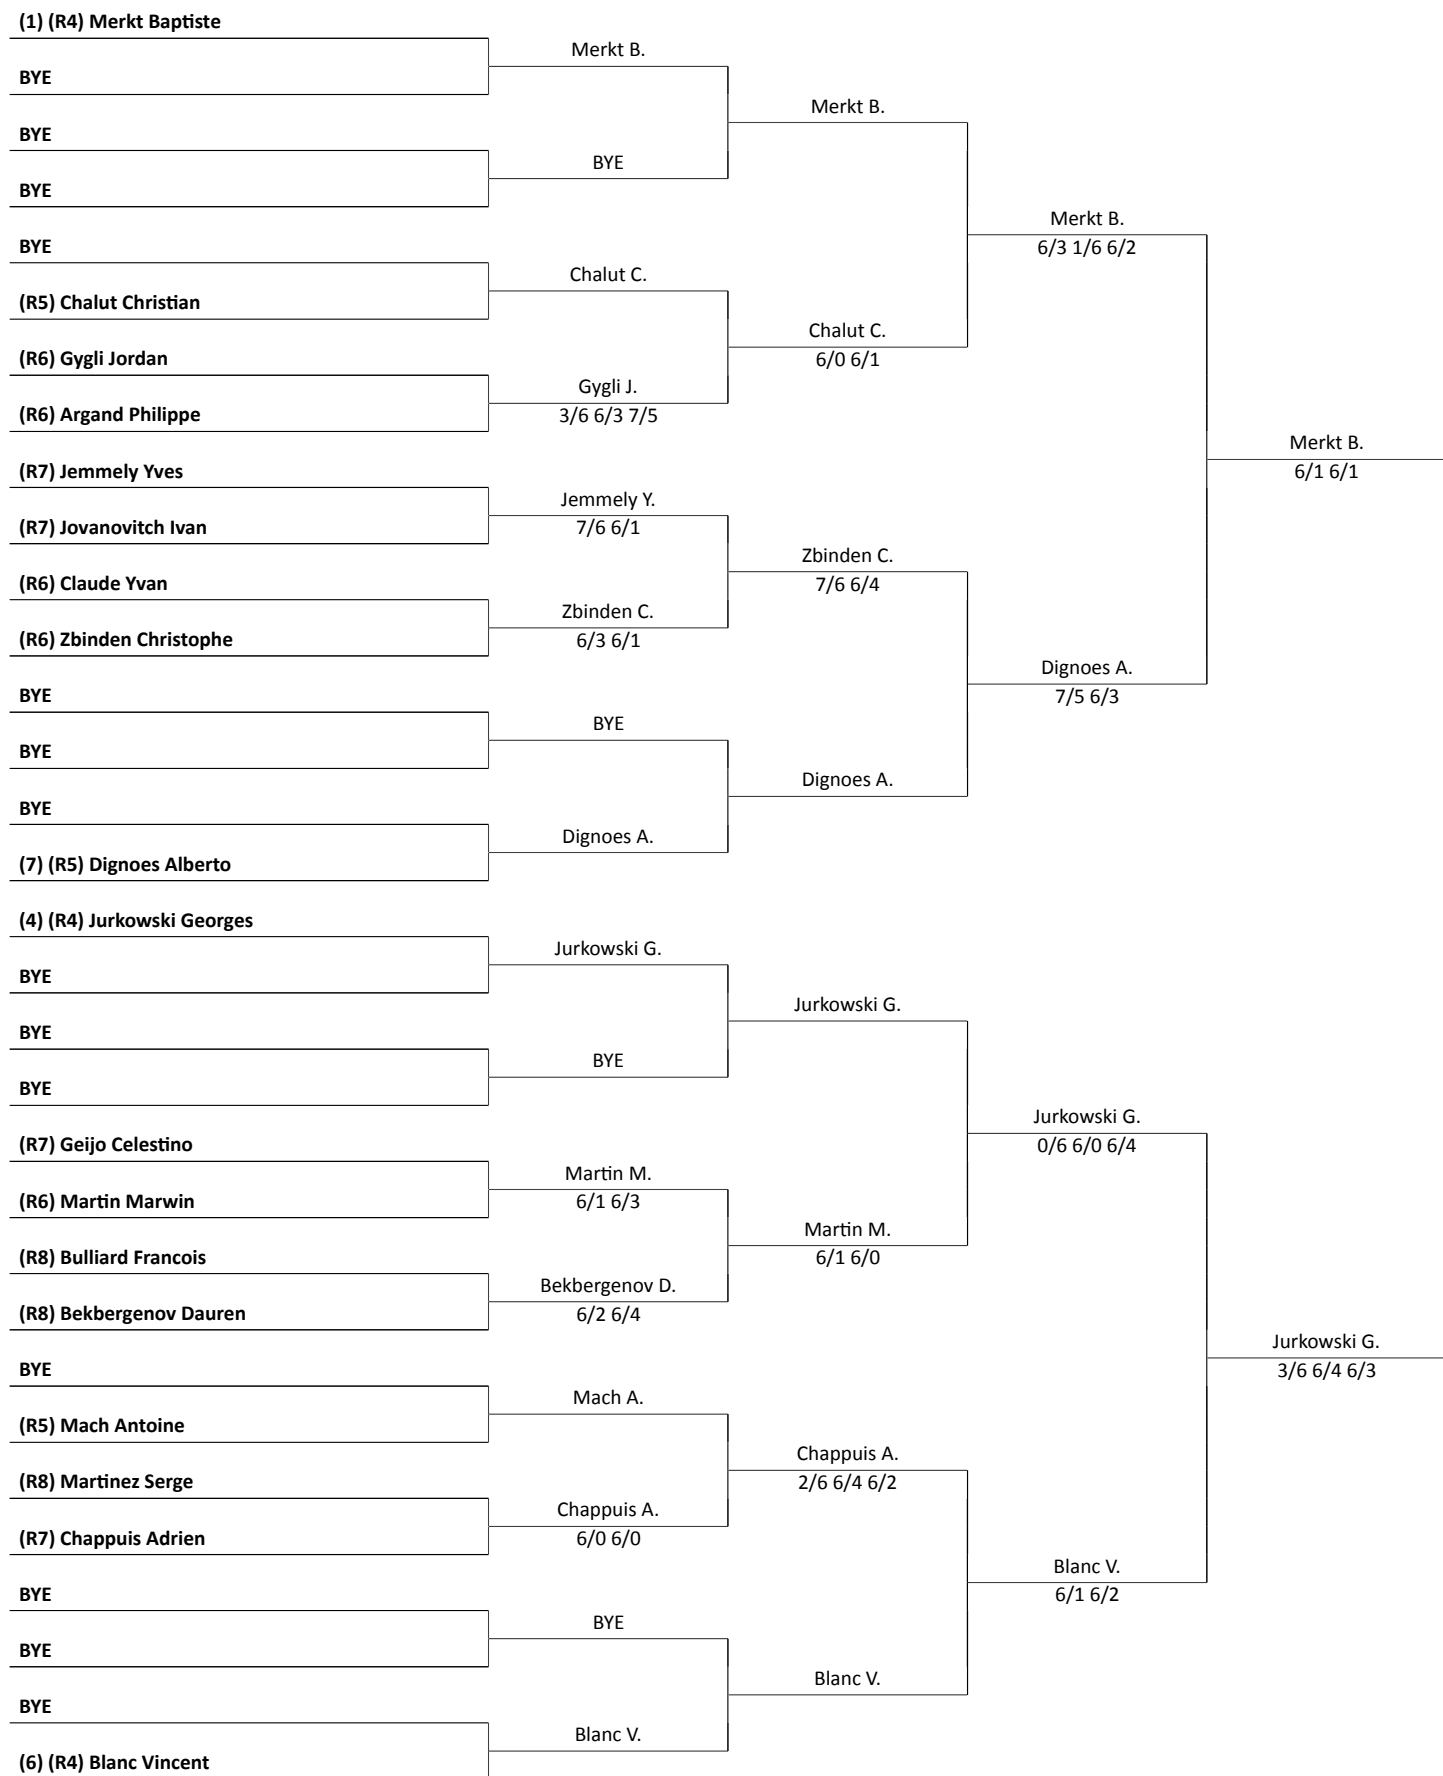 (1) (R4) Merkt Baptiste
BYE
BYE
BYE
BYE
(R5) Chalut Christian
(R6) Gygli Jordan
(R6) Argand Philippe
(R7) Jemmely Yves
(R7) Jovanovitch Ivan
(R6) Claude Yvan
(R6) Zbinden Christophe
BYE
BYE
BYE
(7) (R5) Dignoes Alberto
(4) (R4) Jurkowski Georges
BYE
BYE
BYE
(R7) Geijo Celestino
(R6) Martin Marwin
(R8) Bulliard Francois
(R8) Bekbergenov Dauren
BYE
(R5) Mach Antoine
(R8) Martinez Serge
(R7) Chappuis Adrien
BYE
BYE
BYE
(6) (R4) Blanc Vincent
Merkt B.
BYE
Chalut C.
Gygli J.
3/6 6/3 7/5
Jemmely Y.
7/6 6/1
Zbinden C.
6/3 6/1
BYE
Dignoes A.
Jurkowski G.
BYE
Martin M.
6/1 6/3
Bekbergenov D.
6/2 6/4
Mach A.
Chappuis A.
6/0 6/0
BYE
Blanc V.
Merkt B.
Chalut C.
6/0 6/1
Zbinden C.
7/6 6/4
Dignoes A.
Jurkowski G.
Martin M.
6/1 6/0
Chappuis A.
2/6 6/4 6/2
Blanc V.
Merkt B.
6/3 1/6 6/2
Dignoes A.
7/5 6/3
Jurkowski G.
0/6 6/0 6/4
Blanc V.
6/1 6/2
Merkt B.
6/1 6/1
Jurkowski G.
3/6 6/4 6/3